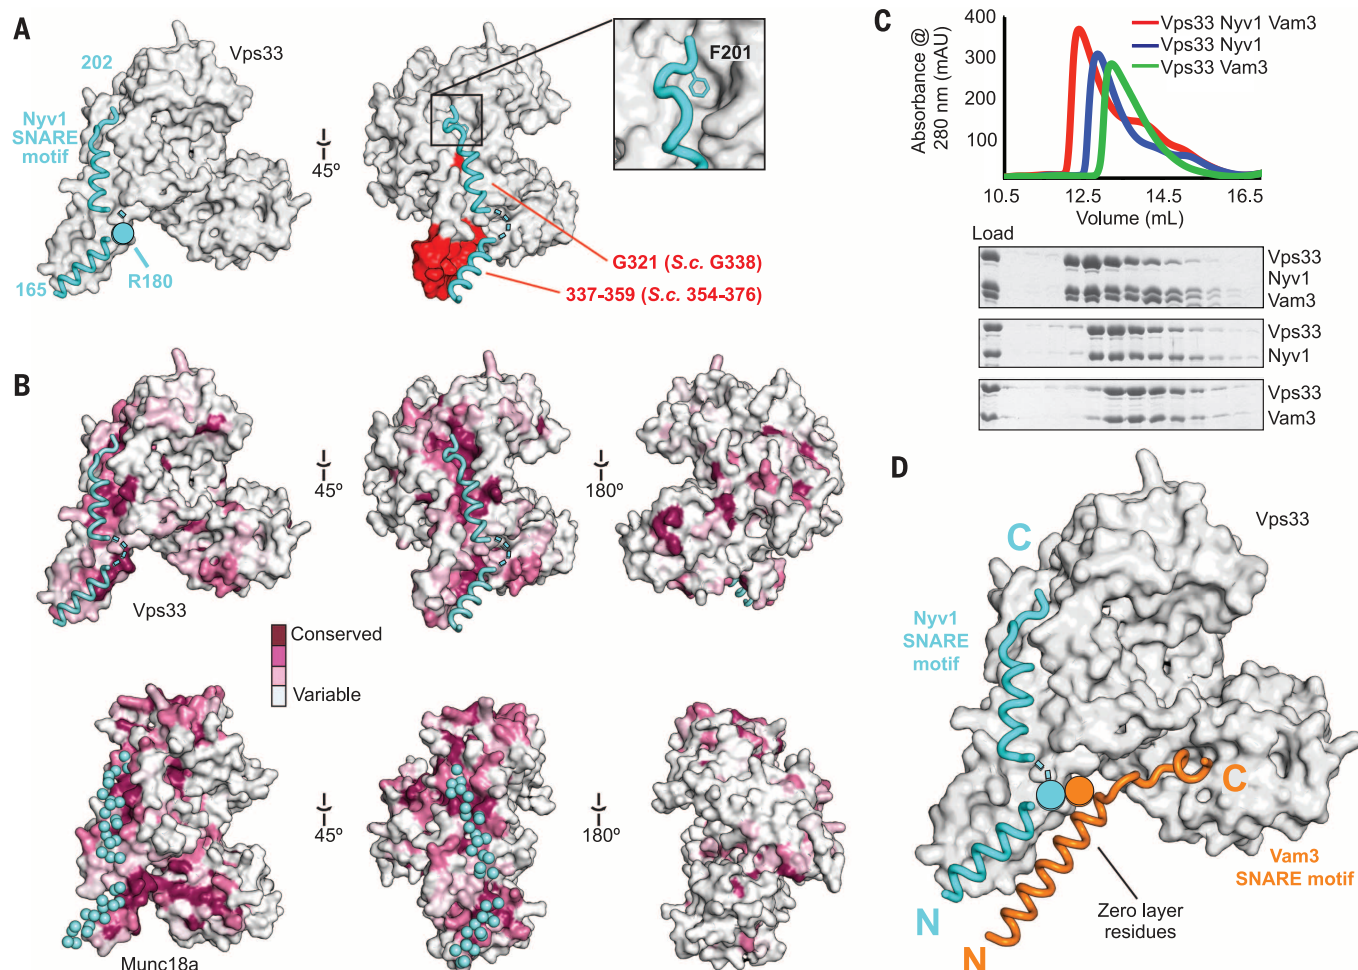 A
Vps33
202
Nyv1
SNARE
motif
R180
165
45º
F201
G321 (S.c. G338)
337-359 (S.c. 354-376)
C
Absorbance @
280 nm (mAU)
400
300
200
100
10.5 12.5 14.5 16.5
Volume (mL)
Vps33 Nyv1 Vam3
Vps33 Nyv1
Vps33 Vam3
Load
Vps33
Nyv1
Vam3
Vps33
Nyv1
Vps33
Vam3
B
45º
180º
Vps33
Conserved
Variable
45º
180º
Munc18a
D
Vps33
C
Nyv1
SNARE
motif
C
Vam3
SNARE motif
N
N
Zero layer
residues